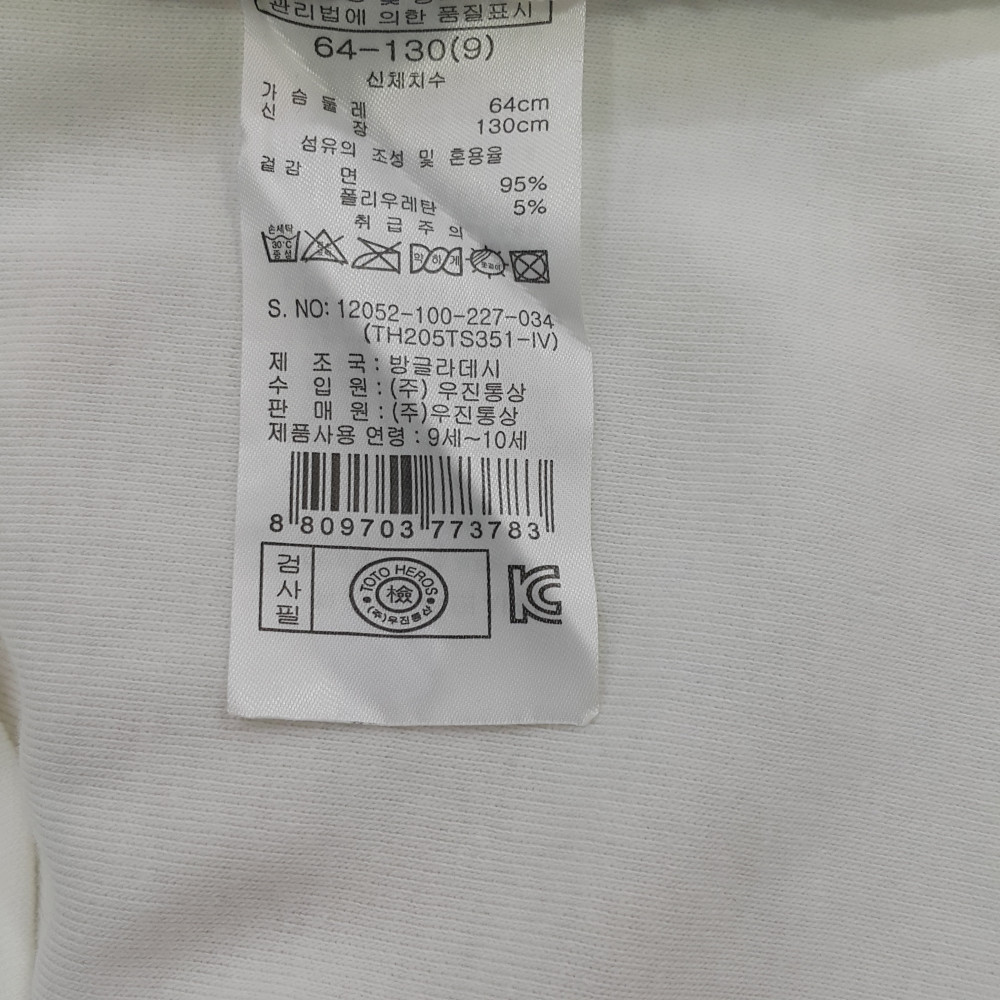 관리법에 의한 품질표시
64-130(9)
신체치수
가 슴 둘 레 64cm
신 장 130cm
섬유의 조성 및 혼용율
겉감 면 95%
폴리우레탄 5%
취 급 주 의
손세탁
30℃
중성
약하게
S. NO: 12052-100-227-034
(TH205TS351-IV)
제 조 국 : 방글라데시
수 입 원 : (주) 우진통상
판 매 원 : (주)우진통상
제품사용 연령 : 9세~10세
8 809703 773783
검사필
TOTO HEROS
檢
(주)우진통산
KC